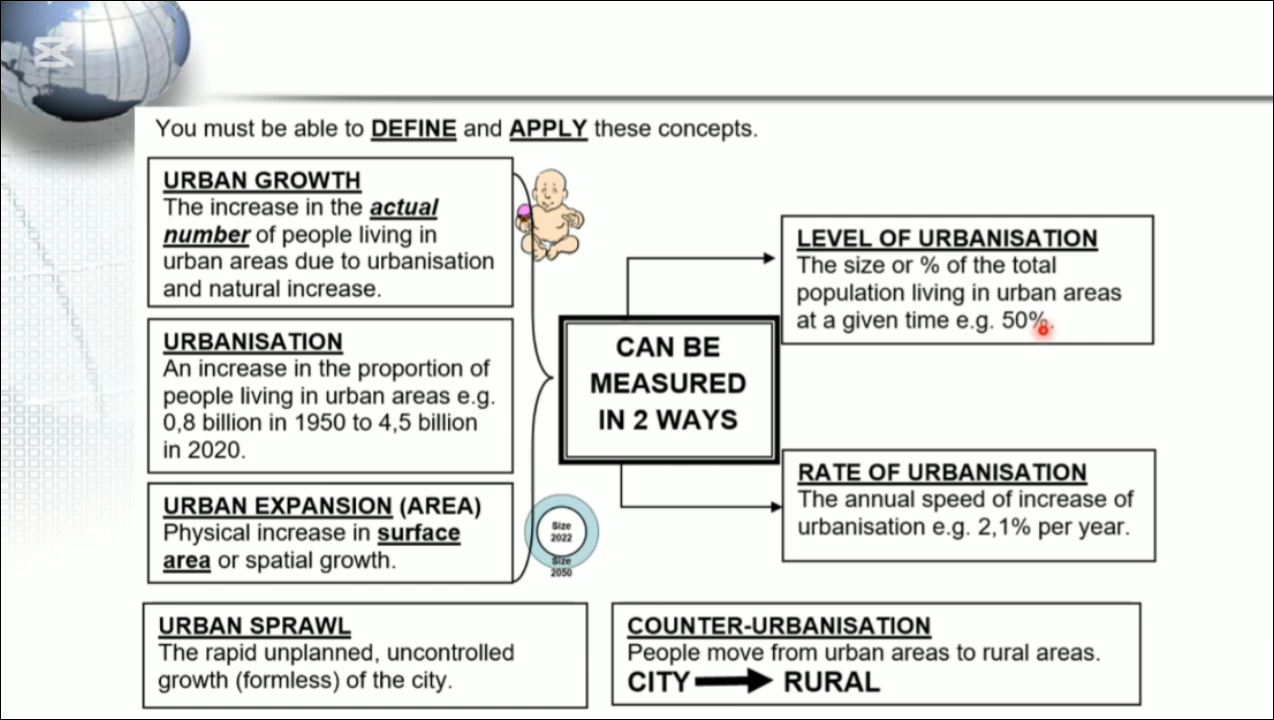 You must be able to DEFINE and APPLY these concepts.
URBAN GROWTH
The increase in the actual
number of people living in
urban areas due to urbanisation
and natural increase.
URBANISATION
An increase in the proportion of
people living in urban areas e.g.
0,8 billion in 1950 to 4,5 billion
in 2020.
URBAN EXPANSION (AREA)
Physical increase in surface
area or spatial growth.
Size
2022
Size
2050
CAN BE
MEASURED
IN 2 WAYS
LEVEL OF URBANISATION
The size or % of the total
population living in urban areas
at a given time e.g. 50%.
RATE OF URBANISATION
The annual speed of increase of
urbanisation e.g. 2,1% per year.
URBAN SPRAWL
The rapid unplanned, uncontrolled
growth (formless) of the city.
COUNTER-URBANISATION
People move from urban areas to rural areas.
CITY RURAL